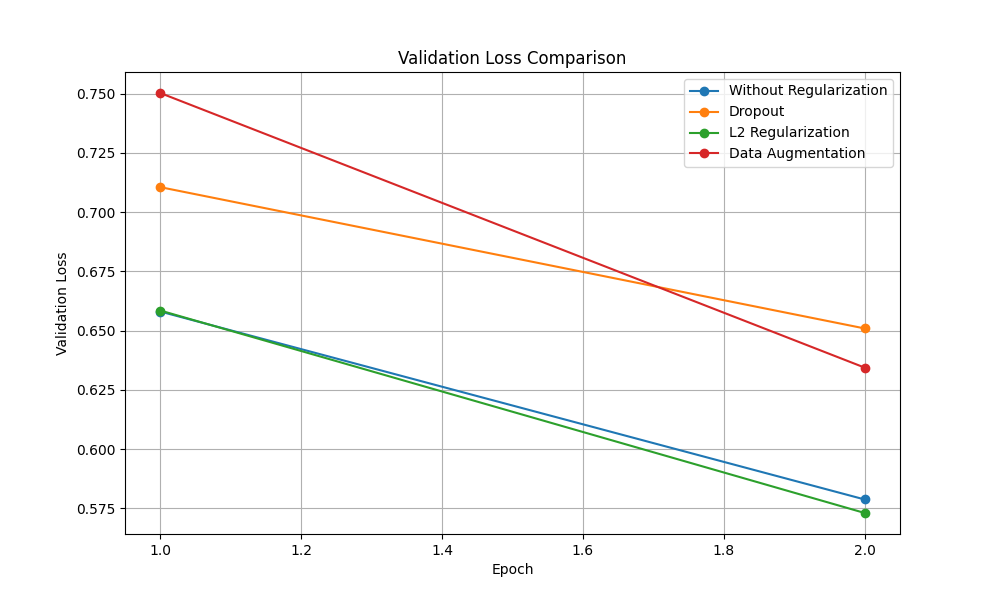 Validation Loss Comparison
Without Regularization
Dropout
L2 Regularization
Data Augmentation
Validation Loss
0.750
0.725
0.700
0.675
0.650
0.625
0.600
0.575
1.0 1.2 1.4 1.6 1.8 2.0
Epoch